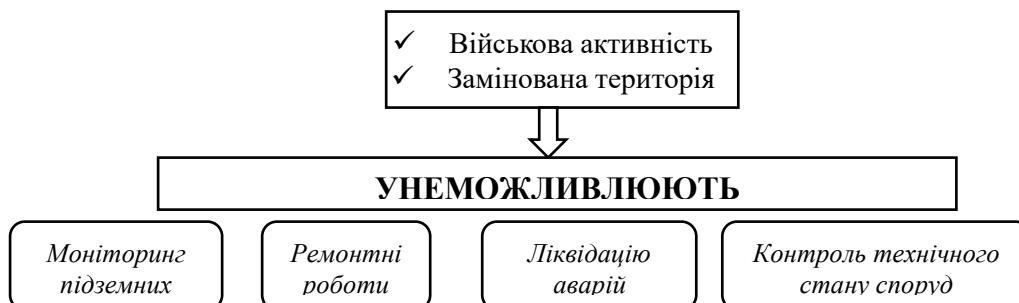 ✓ Військова активність
✓ Замінована територія
УНЕМОЖЛИВЛЮЮТЬ
Моніторинг
підземних
Ремонтні
роботи
Ліквідацію
аварій
Контроль технічного
стану споруд